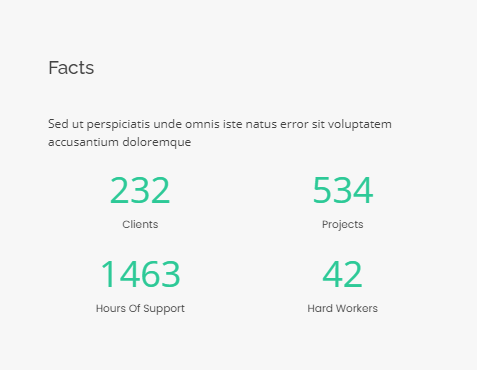 Facts
Sed ut perspiciatis unde omnis iste natus error sit voluptatem
accusantium doloremque
232 534
Clients Projects
1463 42
Hours Of Support Hard Workers